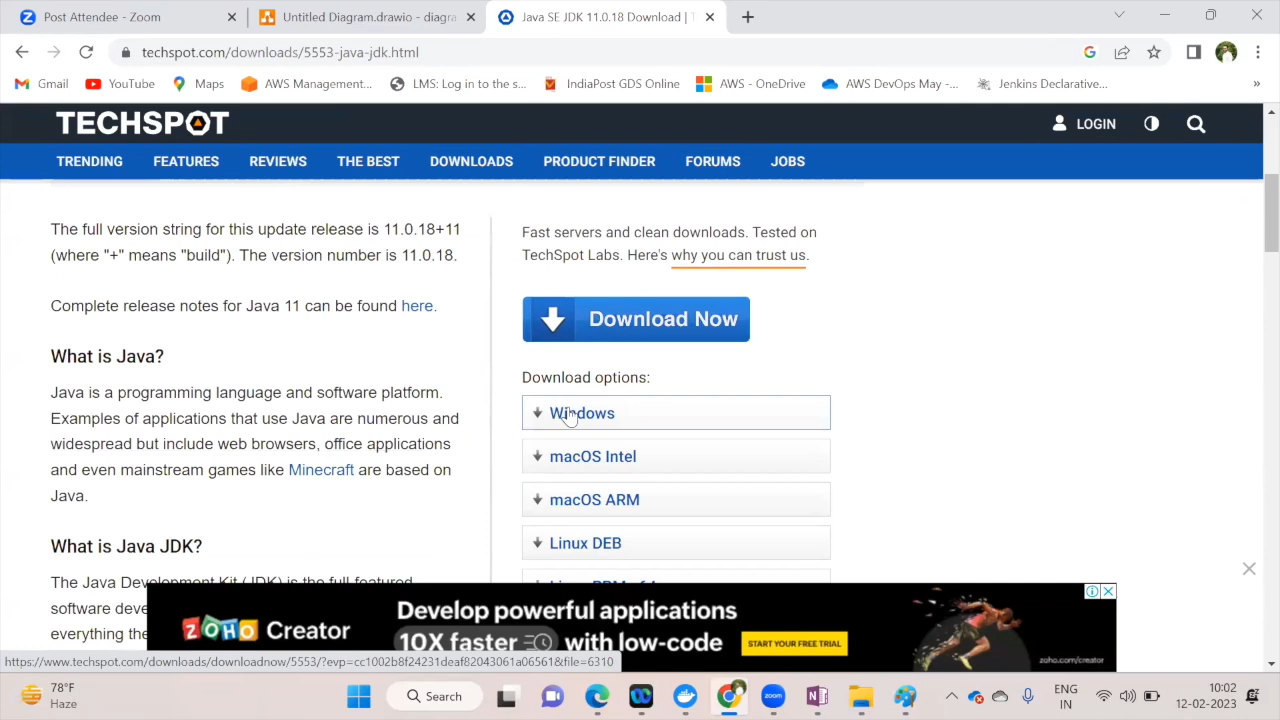 Post Attendee - Zoom
Untitled Diagram.drawio - diagra
Java SE JDK 11.0.18 Download | T
techspot.com/downloads/5553-java-jdk.html
Gmail
YouTube
Maps
AWS Management...
LMS: Log in to the s...
IndiaPost GDS Online
AWS - OneDrive
AWS DevOps May -...
Jenkins Declarative...
»
TECHSPOT
LOGIN
TRENDING
FEATURES
REVIEWS
THE BEST
DOWNLOADS
PRODUCT FINDER
FORUMS
JOBS
The full version string for this update release is 11.0.18+11
(where "+" means "build"). The version number is 11.0.18.
Complete release notes for Java 11 can be found here.
What is Java?
Java is a programming language and software platform.
Examples of applications that use Java are numerous and
widespread but include web browsers, office applications
and even mainstream games like Minecraft are based on
Java.
What is Java JDK?
The Java Development Kit (JDK) is the full-featured
software deve
everything the
Fast servers and clean downloads. Tested on
TechSpot Labs. Here's why you can trust us.
Download Now
Download options:
Windows
macOS Intel
macOS ARM
Linux DEB
ZOHO Creator
Develop powerful applications
10X faster with low-code
START YOUR FREE TRIAL
zoho.com/creator
https://www.techspot.com/downloads/downloadnow/5553/?evp=cc1002b8f24231deaf82043061a06561&file=6310
78°F
Haze
Search
zoom
ENG
IN
10:02
12-02-2023